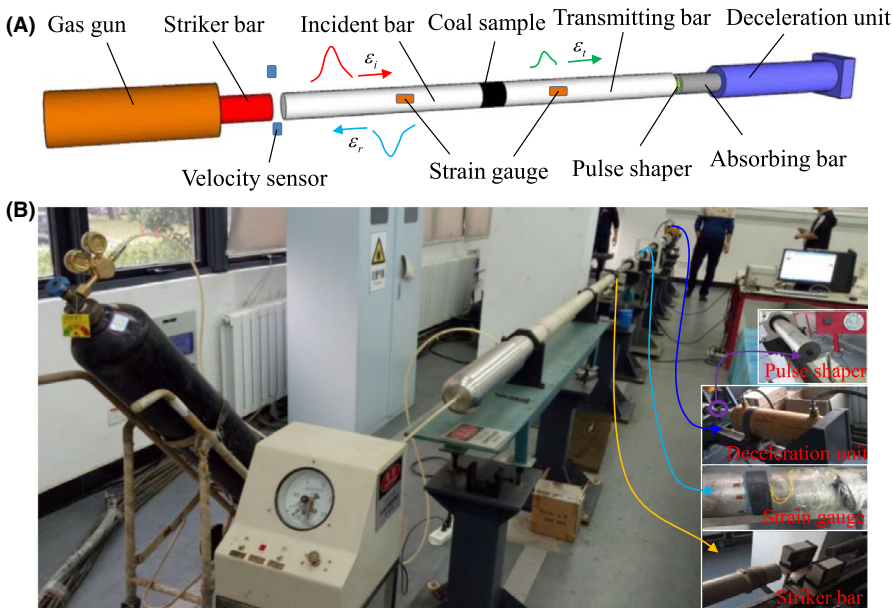 (A)
Gas gun
Striker bar
Incident bar
Coal sample
Transmitting bar
Deceleration unit
εi
εt
εr
Velocity sensor
Strain gauge
Pulse shaper
Absorbing bar
(B)
Pulse shaper
Deceleration unit
Strain gauge
Striker bar